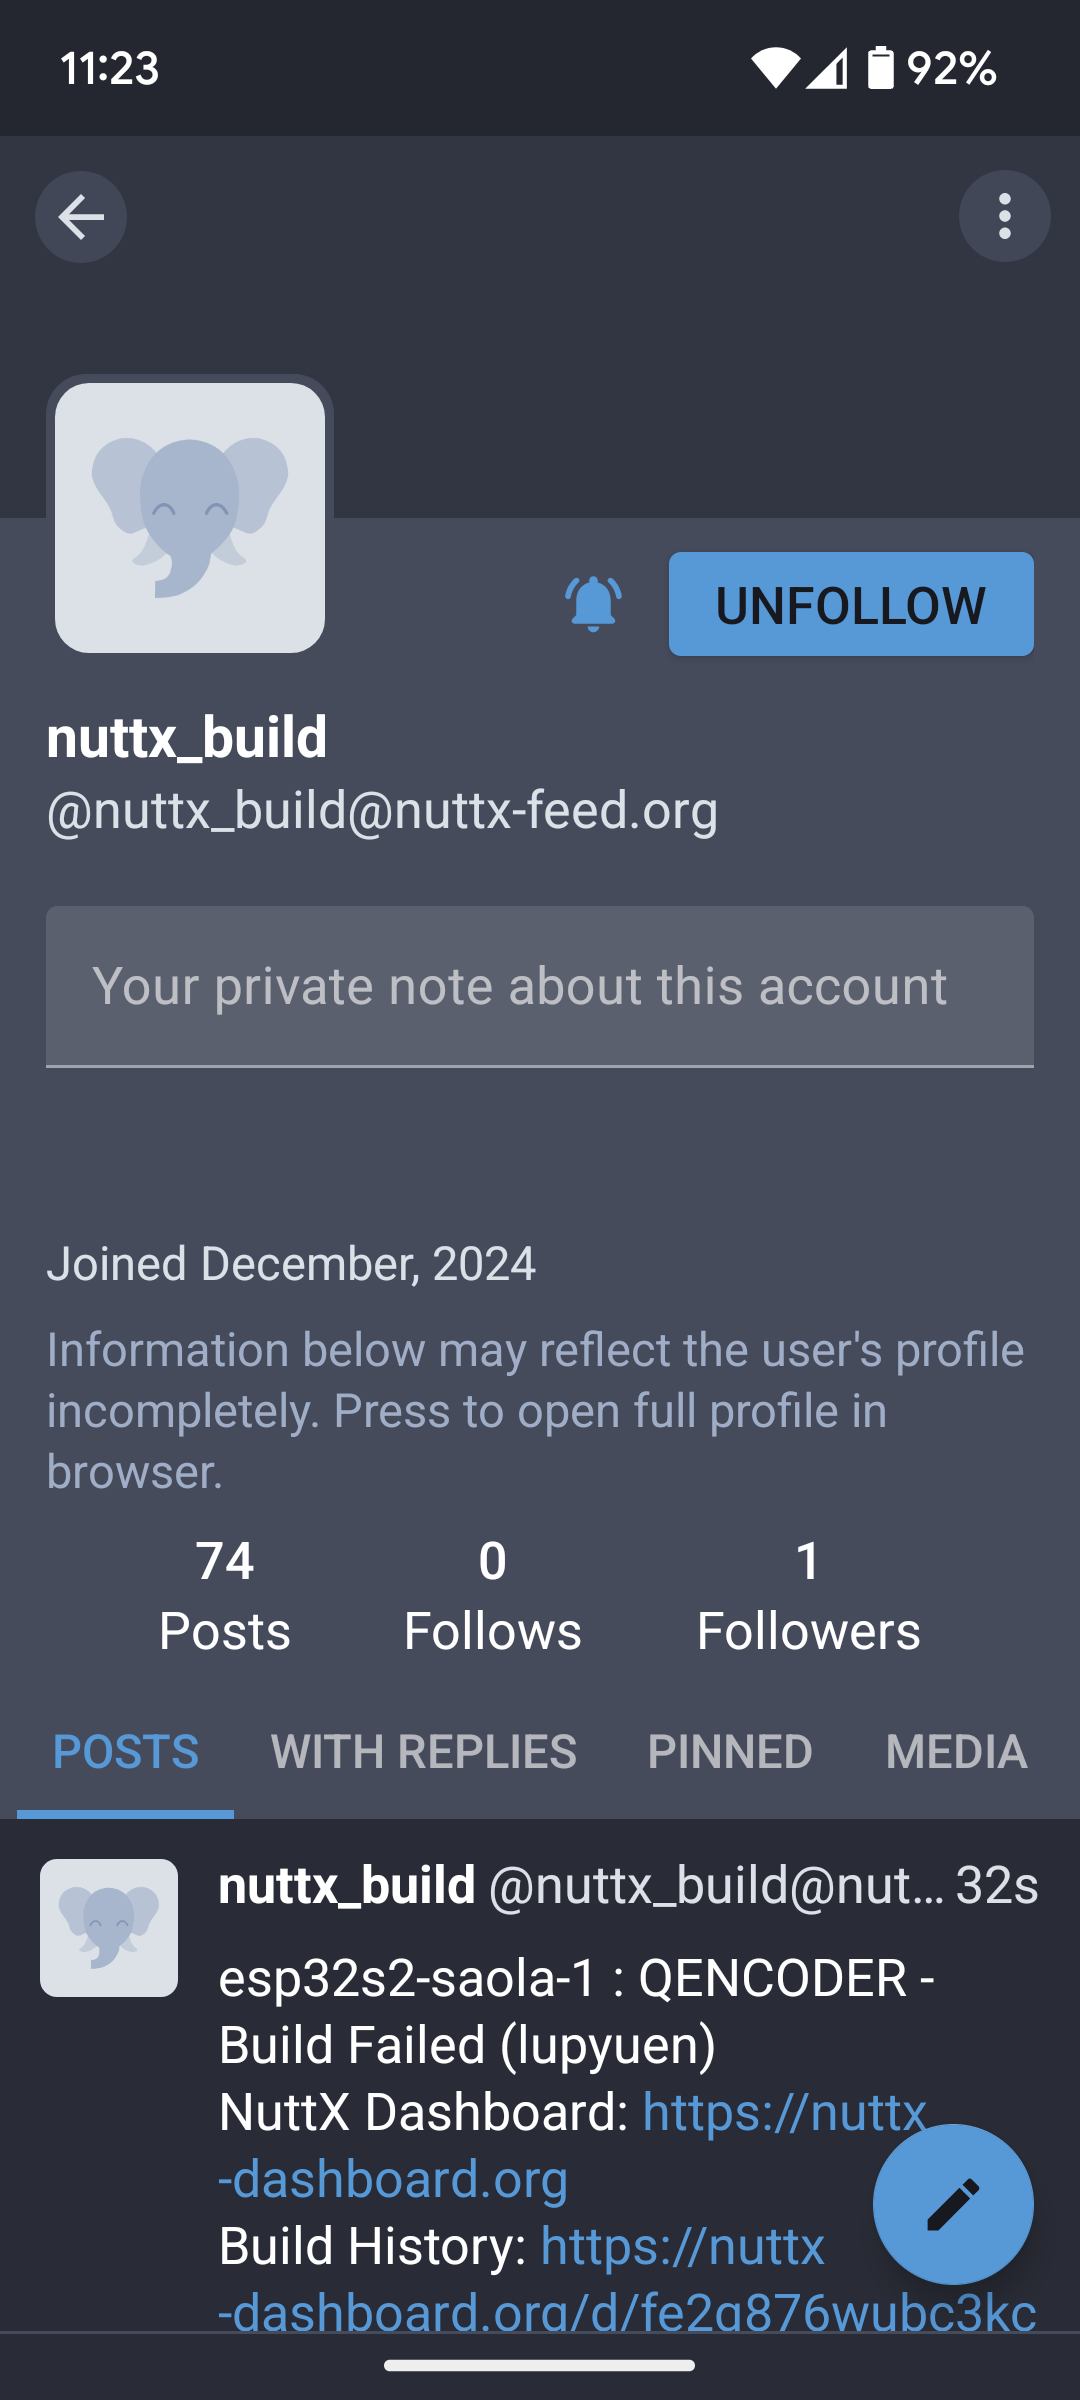 11:23
92%
UNFOLLOW
nuttx_build
@nuttx_build@nuttx-feed.org
Your private note about this account
Joined December, 2024
Information below may reflect the user's profile
incompletely. Press to open full profile in
browser.
74 0 1
Posts Follows Followers
POSTS WITH REPLIES PINNED MEDIA
nuttx_build @nuttx_build@nut... 32s
esp32s2-saola-1 : QENCODER -
Build Failed (lupyuen)
NuttX Dashboard: https://nuttx
-dashboard.org
Build History: https://nuttx
-dashboard.org/d/fe2q876wubc3kc